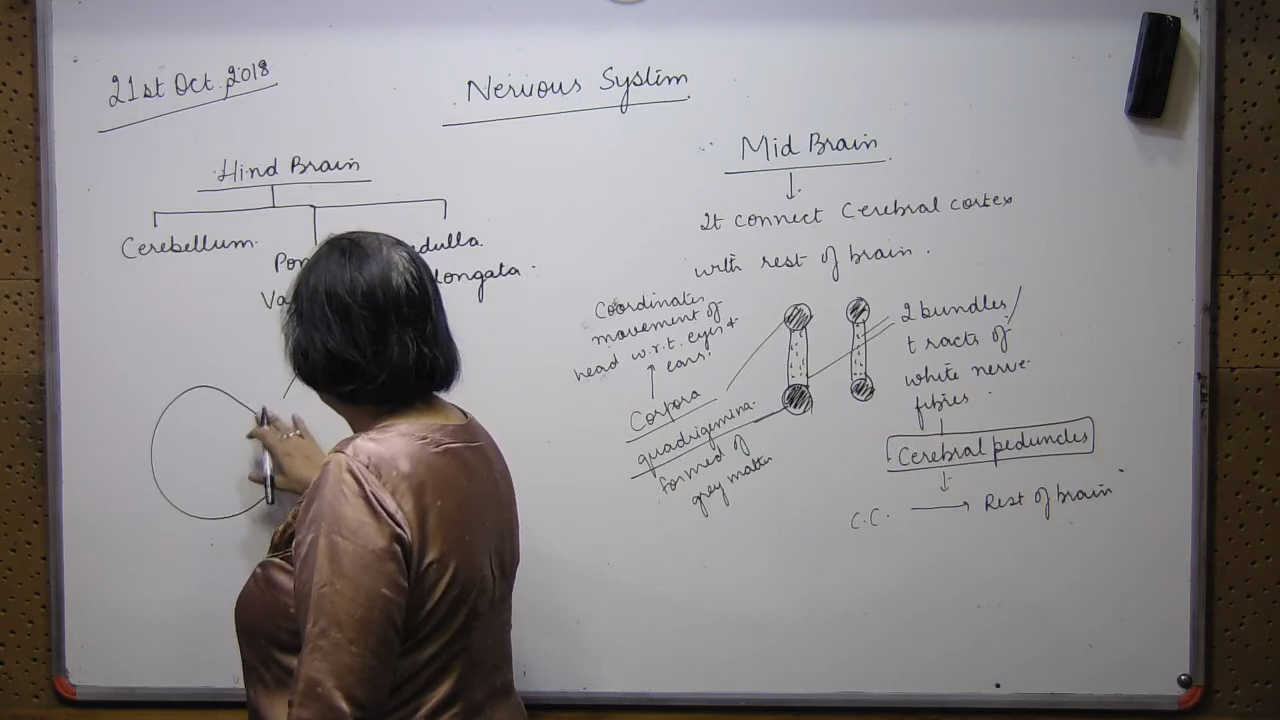 21st Oct, 2018
Nervious System
Hind Brain
Cerebellum.
Pon
Va
dulla.
longata.
Mid Brain
It connect Cerebral cortex
with rest of brain.
Coordinates
movement of
head w.r.t. eyes +
ears.
Corpora
quadrigemina.
formed of
grey matter
2 bundles/
tracts of
white nerve
fibres.
Cerebral peduncles
C.C. → Rest of brain